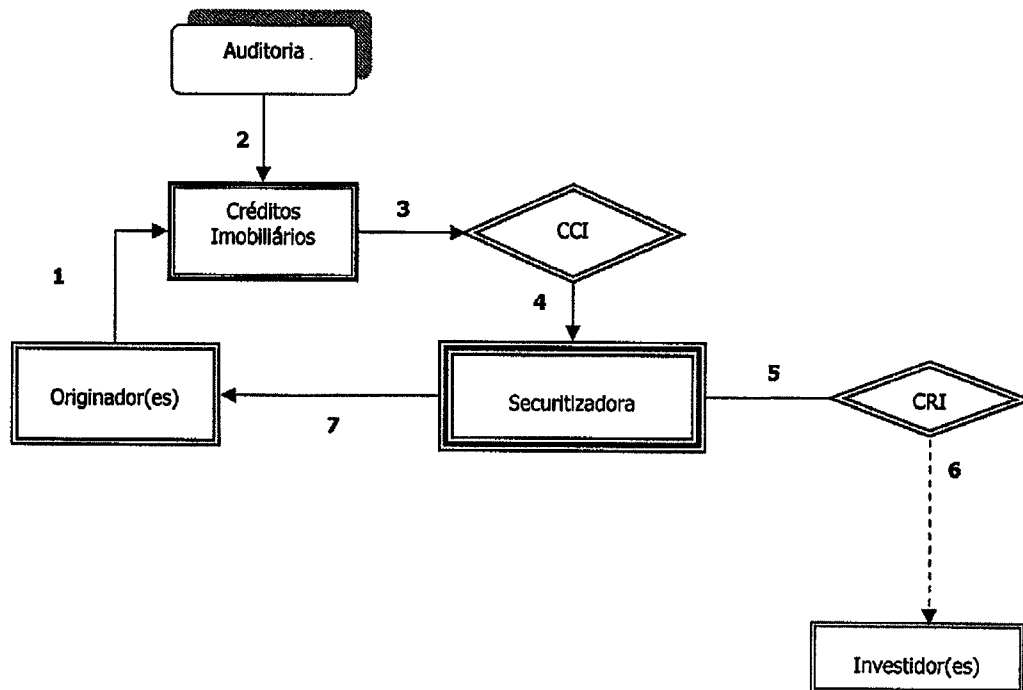 Auditoria
2
Créditos
Imobiliários
3
CCI
1
4
Originador(es)
7
Securitizadora
5
CRI
6
Investidor(es)